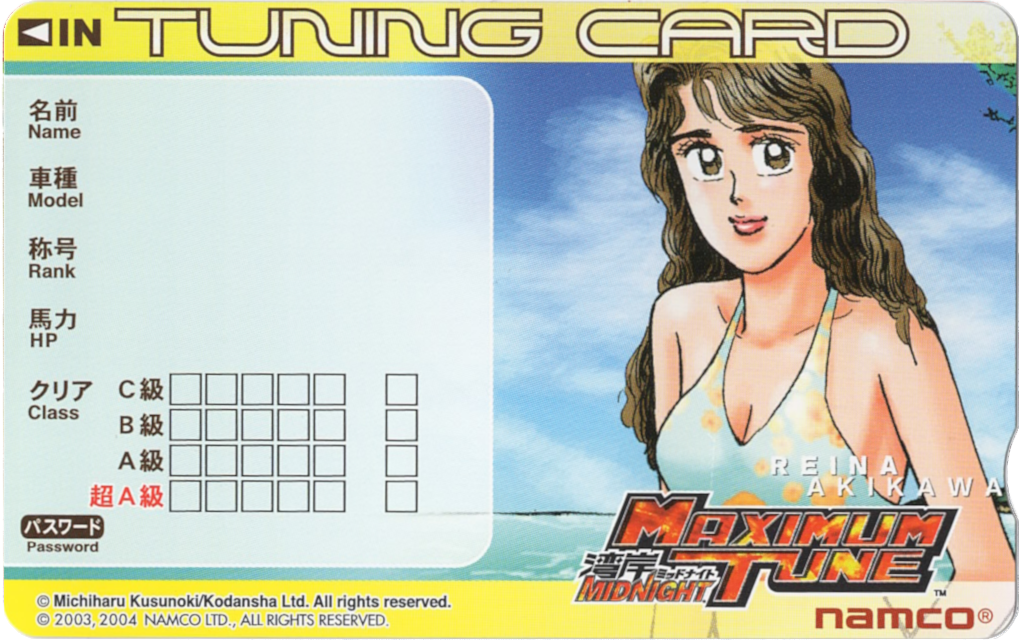 IN TUNING CARD
名前
Name
車種
Model
称号
Rank
馬力
HP
クリア
Class
C級
B級
A級
超A級
パスワード
Password
REINA
AKIKAWA
MAXIMUM
TUNE
湾岸
ミッドナイト
MIDNIGHT
TM
© Michiharu Kusunoki/Kodansha Ltd. All rights reserved.
© 2003, 2004 NAMCO LTD., ALL RIGHTS RESERVED.
namco®